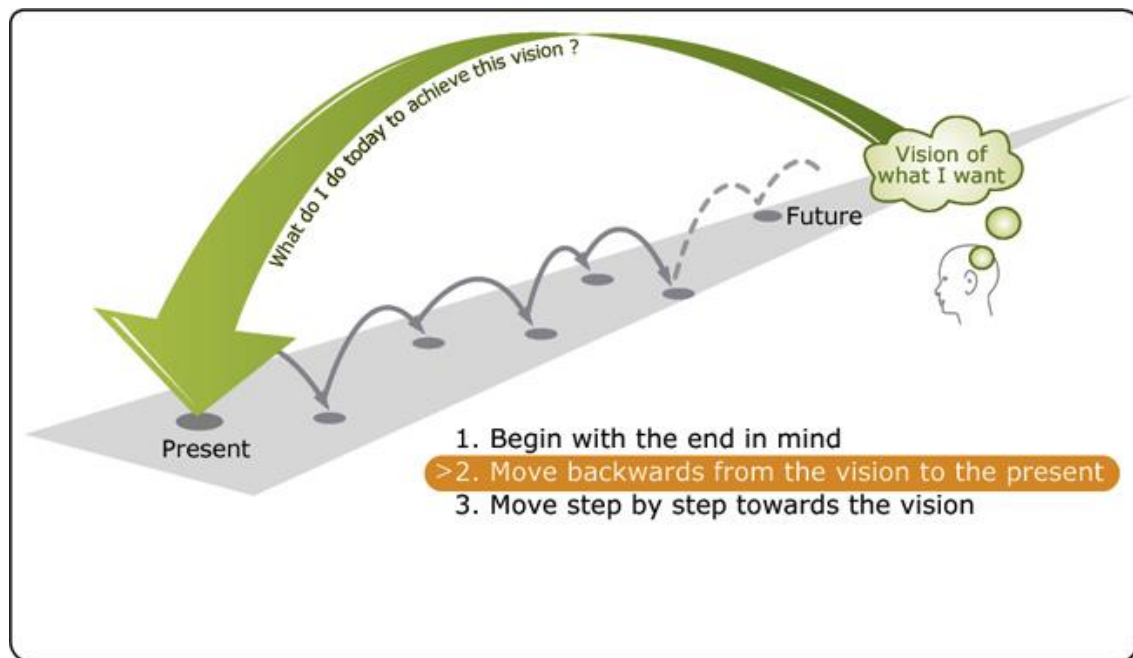 What do I do today to achieve this vision ?
Vision of
what I want
Future
Present
1. Begin with the end in mind
>2. Move backwards from the vision to the present
3. Move step by step towards the vision